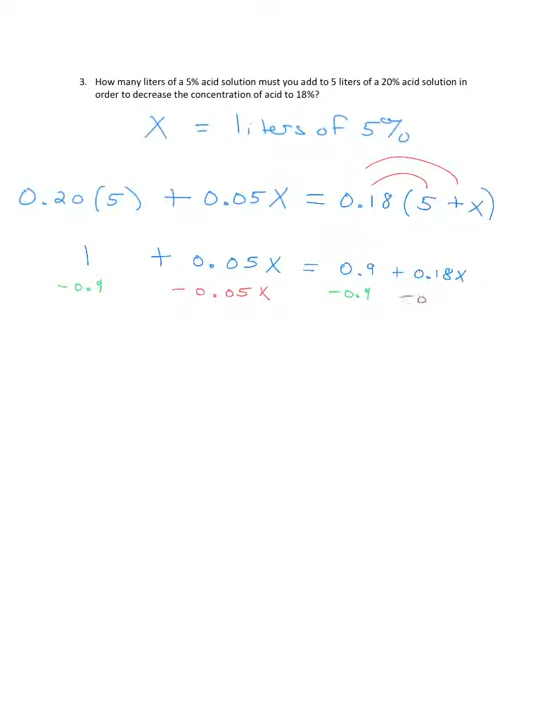 3. How many liters of a 5% acid solution must you add to 5 liters of a 20% acid solution in
order to decrease the concentration of acid to 18%?
X = liters of 5%
0.20(5) + 0.05X = 0.18(5+x)
1 + 0.05X = 0.9 + 0.18x
-0.9 -0.05X -0.9 -0